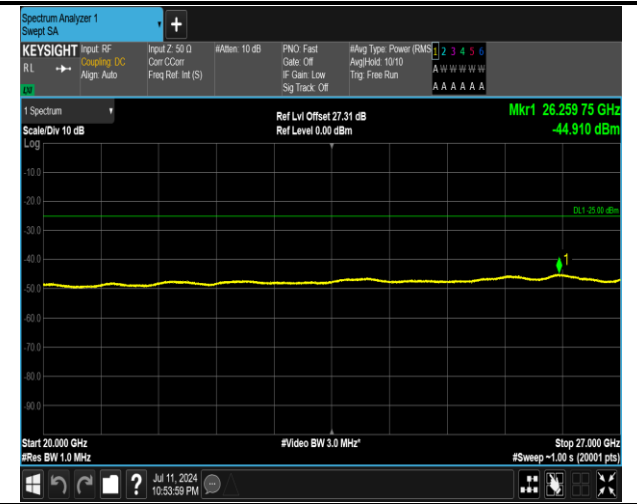 Spectrum Analyzer 1
Swept SA
+
KEYSIGHT
RL
Input: RF
Coupling: DC
Align: Auto
Input Z: 50 Ω
Corr CCorr
Freq Ref: Int (S)
#Atten: 10 dB
PNO: Fast
Gate: Off
IF Gain: Low
Sig Track: Off
#Avg Type: Power (RMS
Avg|Hold: 10/10
Trig: Free Run
1 2 3 4 5 6
A W W W W W
A A A A A A
1 Spectrum
Scale/Div 10 dB
Log
Ref Lvl Offset 27.31 dB
Ref Level 0.00 dBm
Mkr1 26.259 75 GHz
-44.910 dBm
-10.0
-20.0
DL1 -25.00 dBm
-30.0
-40.0
1
-50.0
-60.0
-70.0
-80.0
-90.0
Start 20.000 GHz
#Res BW 1.0 MHz
#Video BW 3.0 MHz*
Stop 27.000 GHz
#Sweep ~1.00 s (20001 pts)
?
Jul 11, 2024
10:53:59 PM